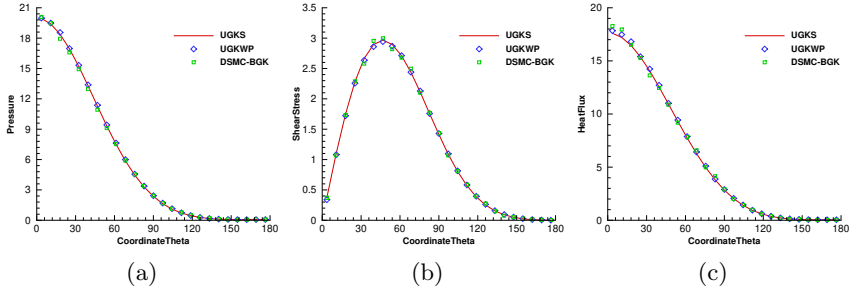 Pressure
21
18
15
12
9
6
3
0
0 30 60 90 120 150 180
CoordinateTheta
UGKS
UGKWP
DSMC-BGK
(a)
ShearStress
3.5
3
2.5
2
1.5
1
0.5
0
0 30 60 90 120 150 180
CoordinateTheta
UGKS
UGKWP
DSMC-BGK
(b)
HeatFlux
20
15
10
5
0
0 30 60 90 120 150 180
CoordinateTheta
UGKS
UGKWP
DSMC-BGK
(c)